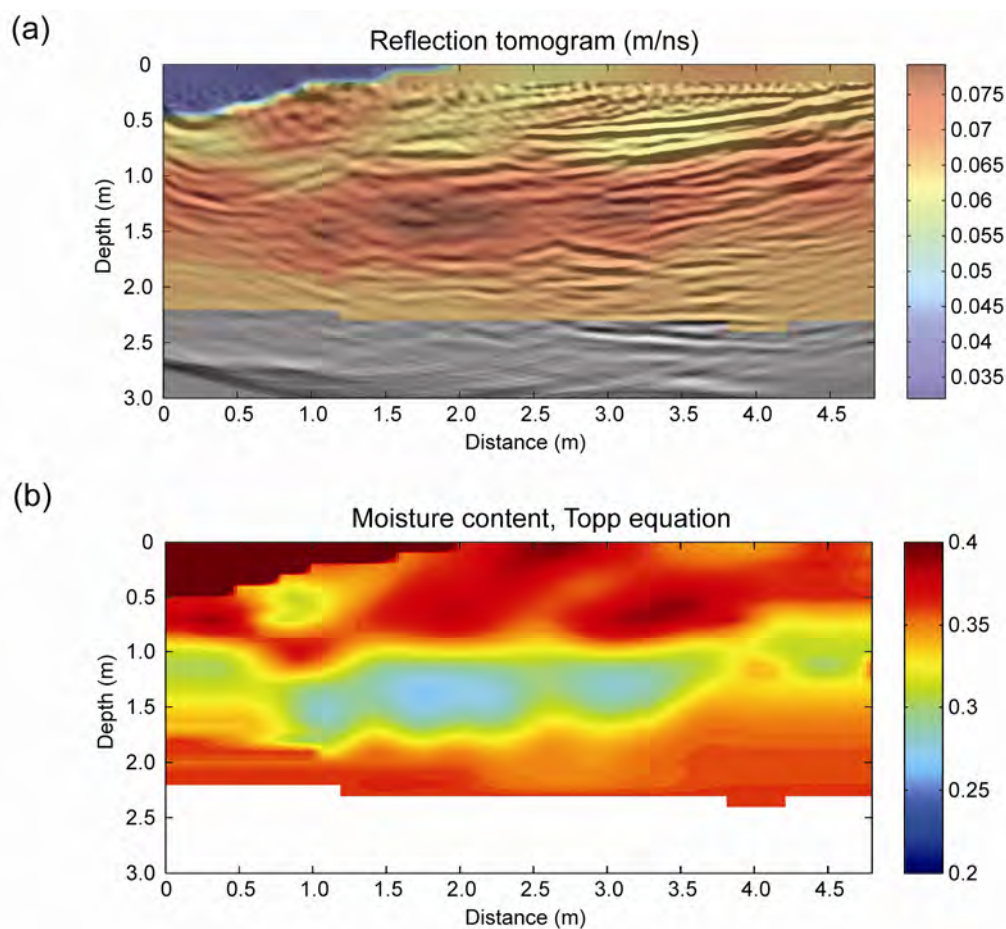 (a)
Reflection tomogram (m/ns)
0
0.5
1.0
1.5
2.0
2.5
3.0
Depth (m)
0 0.5 1.0 1.5 2.0 2.5 3.0 3.5 4.0 4.5
Distance (m)
0.075
0.07
0.065
0.06
0.055
0.05
0.045
0.04
0.035
(b)
Moisture content, Topp equation
0
0.5
1.0
1.5
2.0
2.5
3.0
Depth (m)
0 0.5 1.0 1.5 2.0 2.5 3.0 3.5 4.0 4.5
Distance (m)
0.4
0.35
0.3
0.25
0.2